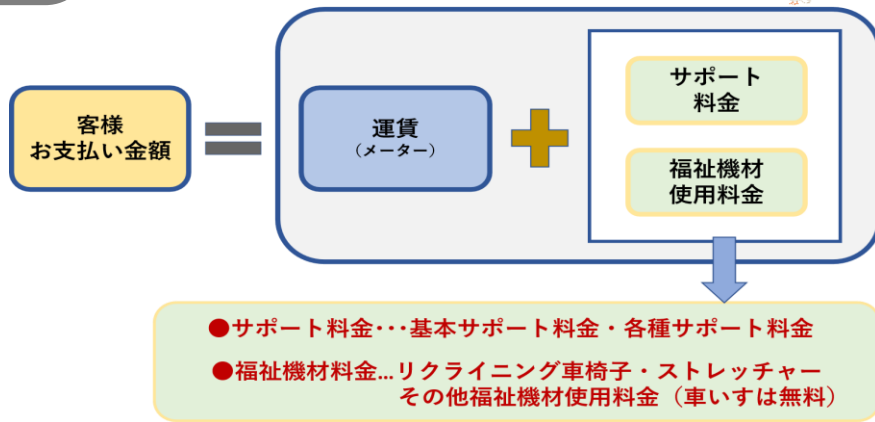 客様
お支払い金額
運賃
（メーター）
サポート
料金
福祉機材
使用料金
●サポート料金･･･基本サポート料金・各種サポート料金
●福祉機材料金…リクライニング車椅子・ストレッチャー
その他福祉機材使用料金（車いすは無料）